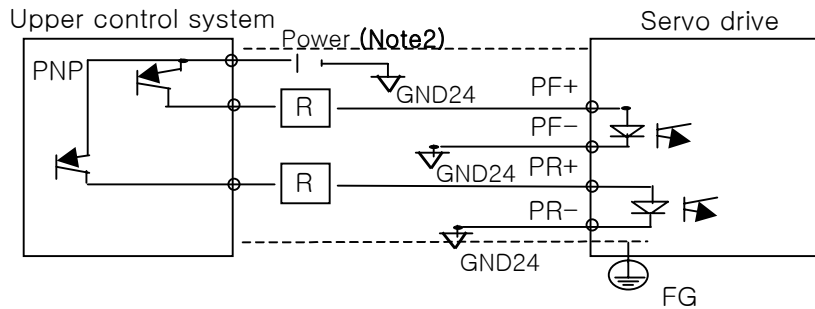 Upper control system
Servo drive
Power (Note2)
PNP
GND24
PF+
R
PF-
GND24
PR+
R
PR-
GND24
FG